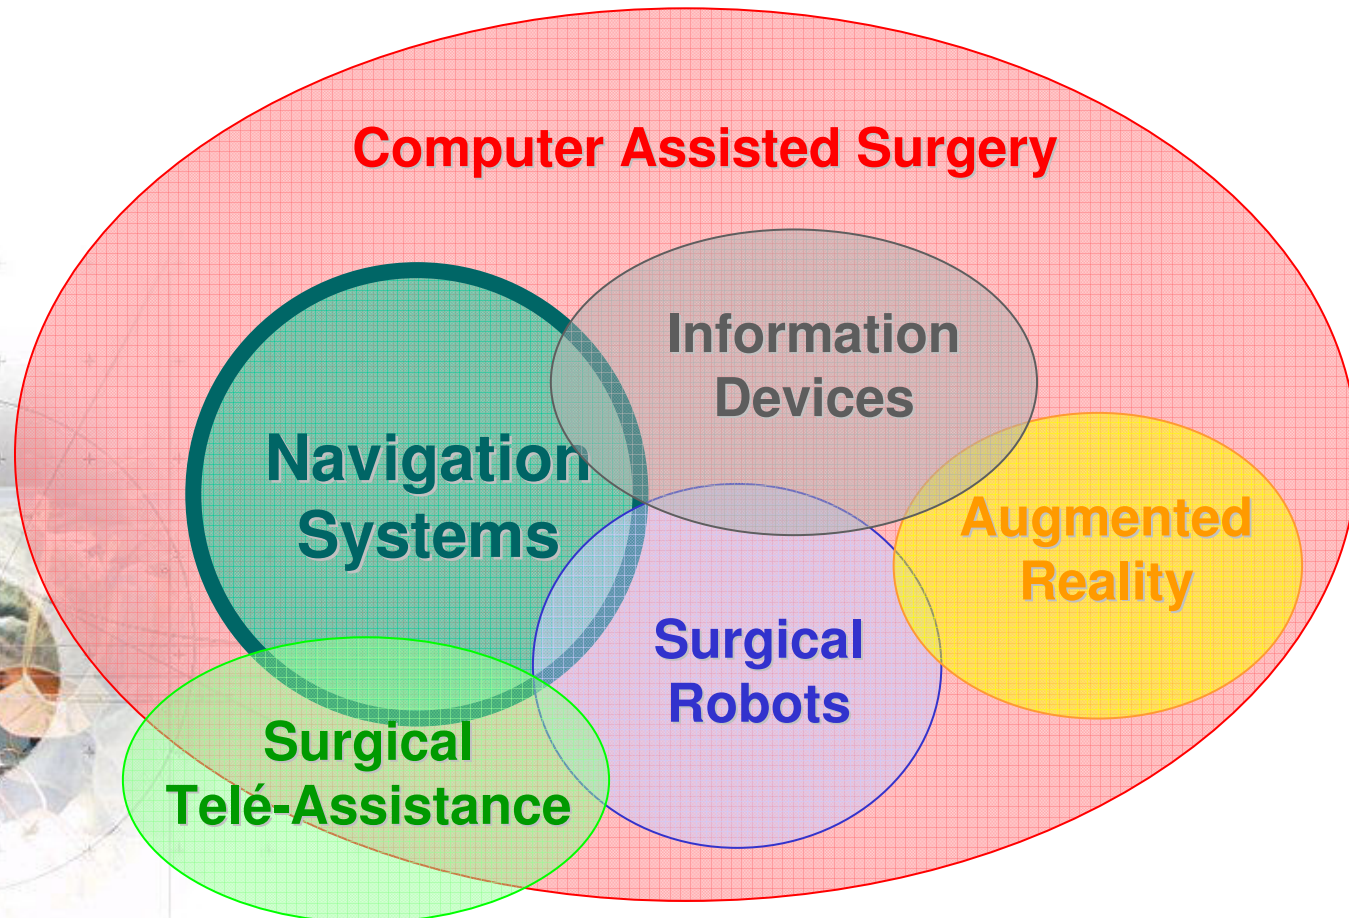 Computer Assisted Surgery
Information
Devices
Navigation
Systems
Augmented
Reality
Surgical
Robots
Surgical
Telé-Assistance